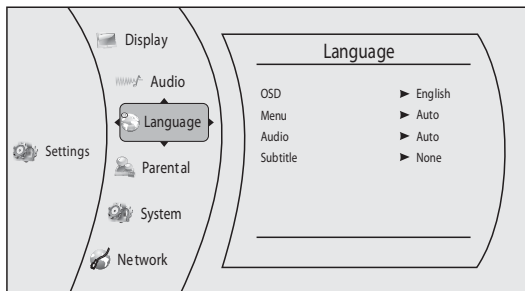 Settings
Display
Audio
Language
Parental
System
Network
Language
OSD ► English
Menu ► Auto
Audio ► Auto
Subtitle ► None